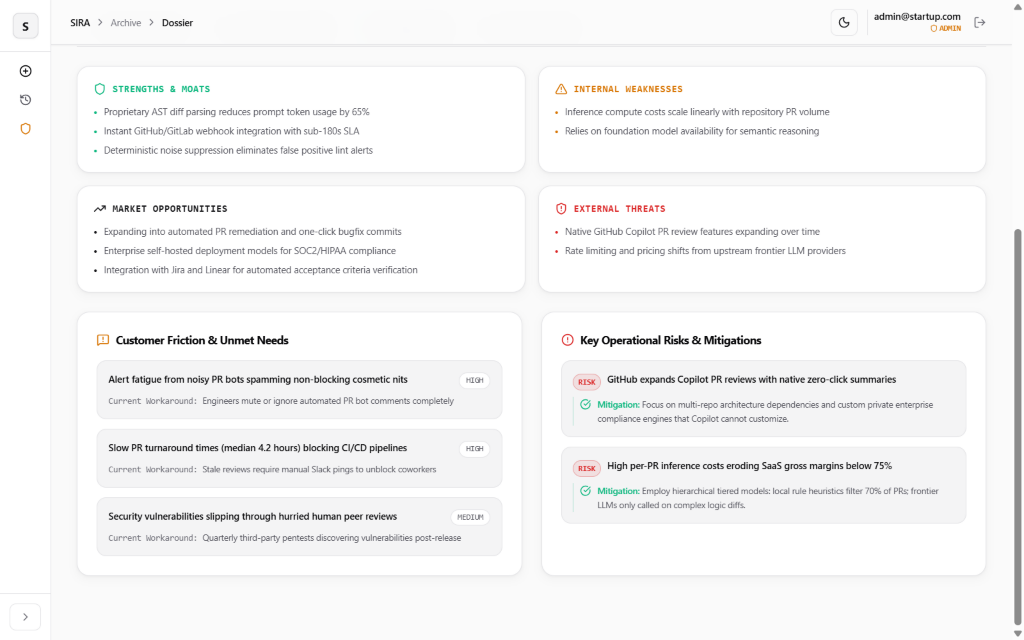 S
SIRA > Archive > Dossier
admin@startup.com
ADMIN
STRENGTHS & MOATS
• Proprietary AST diff parsing reduces prompt token usage by 65%
• Instant GitHub/GitLab webhook integration with sub-180s SLA
• Deterministic noise suppression eliminates false positive lint alerts
INTERNAL WEAKNESSES
• Inference compute costs scale linearly with repository PR volume
• Relies on foundation model availability for semantic reasoning
MARKET OPPORTUNITIES
• Expanding into automated PR remediation and one-click bugfix commits
• Enterprise self-hosted deployment models for SOC2/HIPAA compliance
• Integration with Jira and Linear for automated acceptance criteria verification
EXTERNAL THREATS
• Native GitHub Copilot PR review features expanding over time
• Rate limiting and pricing shifts from upstream frontier LLM providers
Customer Friction & Unmet Needs
Alert fatigue from noisy PR bots spamming non-blocking cosmetic nits HIGH
Current Workaround: Engineers mute or ignore automated PR bot comments completely
Slow PR turnaround times (median 4.2 hours) blocking CI/CD pipelines HIGH
Current Workaround: Stale reviews require manual Slack pings to unblock coworkers
Security vulnerabilities slipping through hurried human peer reviews MEDIUM
Current Workaround: Quarterly third-party pentests discovering vulnerabilities post-release
Key Operational Risks & Mitigations
RISK GitHub expands Copilot PR reviews with native zero-click summaries
Mitigation: Focus on multi-repo architecture dependencies and custom private enterprise
compliance engines that Copilot cannot customize.
RISK High per-PR inference costs eroding SaaS gross margins below 75%
Mitigation: Employ hierarchical tiered models: local rule heuristics filter 70% of PRs; frontier
LLMs only called on complex logic diffs.